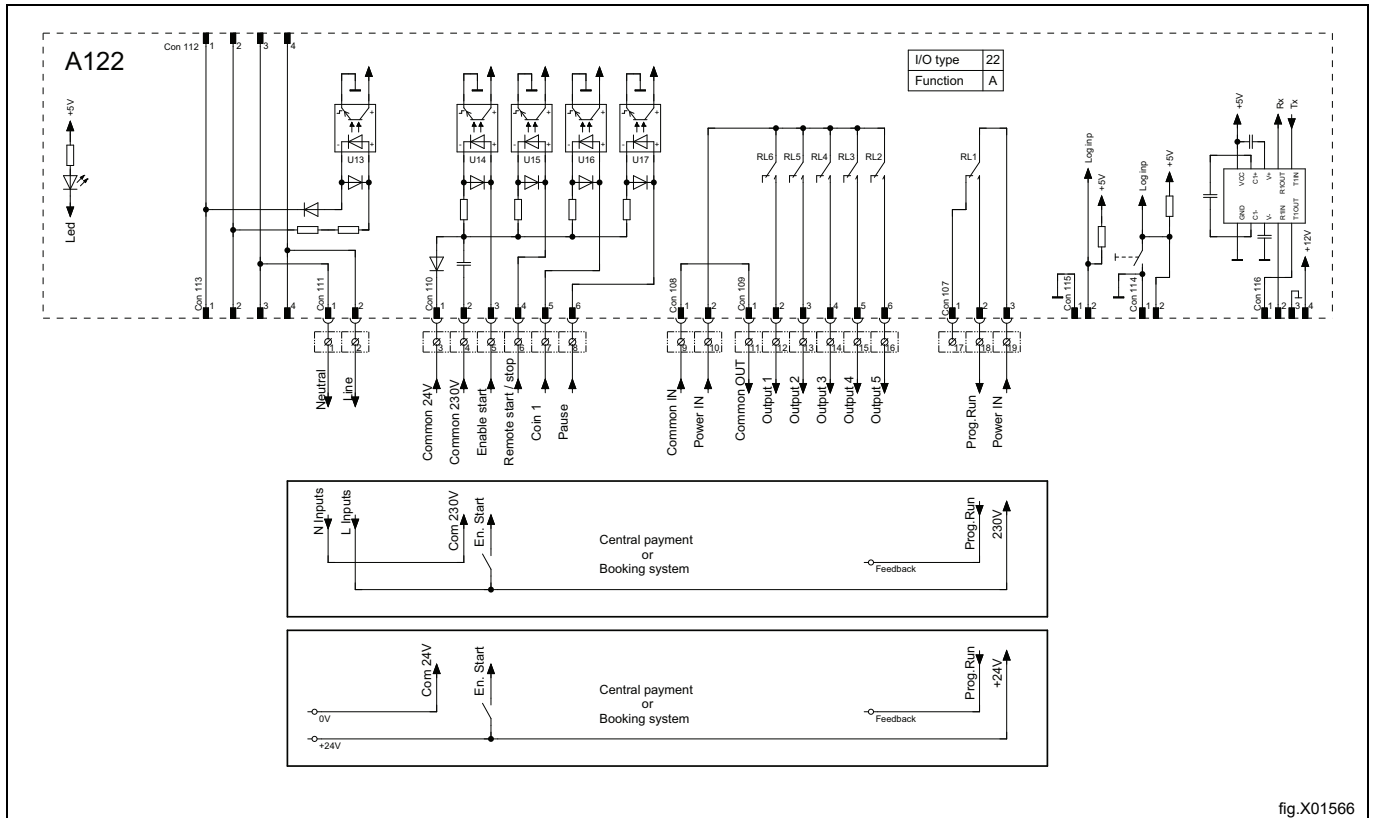 A122
Con 112
1 2 3 4
I/O type 22
Function A
+5V
Led
U13 U14 U15 U16 U17
RL6 RL5 RL4 RL3 RL2
RL1
Log inp
+5V
Log inp
+5V
+5V
Rx
Tx
VCC C1+ V+ R1OUT T1IN
GND C1- V- R1IN T1OUT
+12V
Con 113 1 2 3 4
Con 111 1 2
Con 110 1 2 3 4 5 6
Con 108 1 2
Con 109 1 2 3 4 5 6
Con 107 1 2 3
Con 115 1 2
Con 114 1 2
Con 116 1 2 3 4
1 2 3 4 5 6 7 8 9 10 11 12 13 14 15 16 17 18 19
Neutral
Line
Common 24V
Common 230V
Enable start
Remote start / stop
Coin 1
Pause
Common IN
Power IN
Common OUT
Output 1
Output 2
Output 3
Output 4
Output 5
Prog.Run
Power IN
N Inputs
L Inputs
Com 230V
En. Start
Central payment
or
Booking system
Feedback
Prog.Run
230V
0V
+24V
Com 24V
En. Start
Central payment
or
Booking system
Feedback
Prog.Run
+24V
fig.X01566